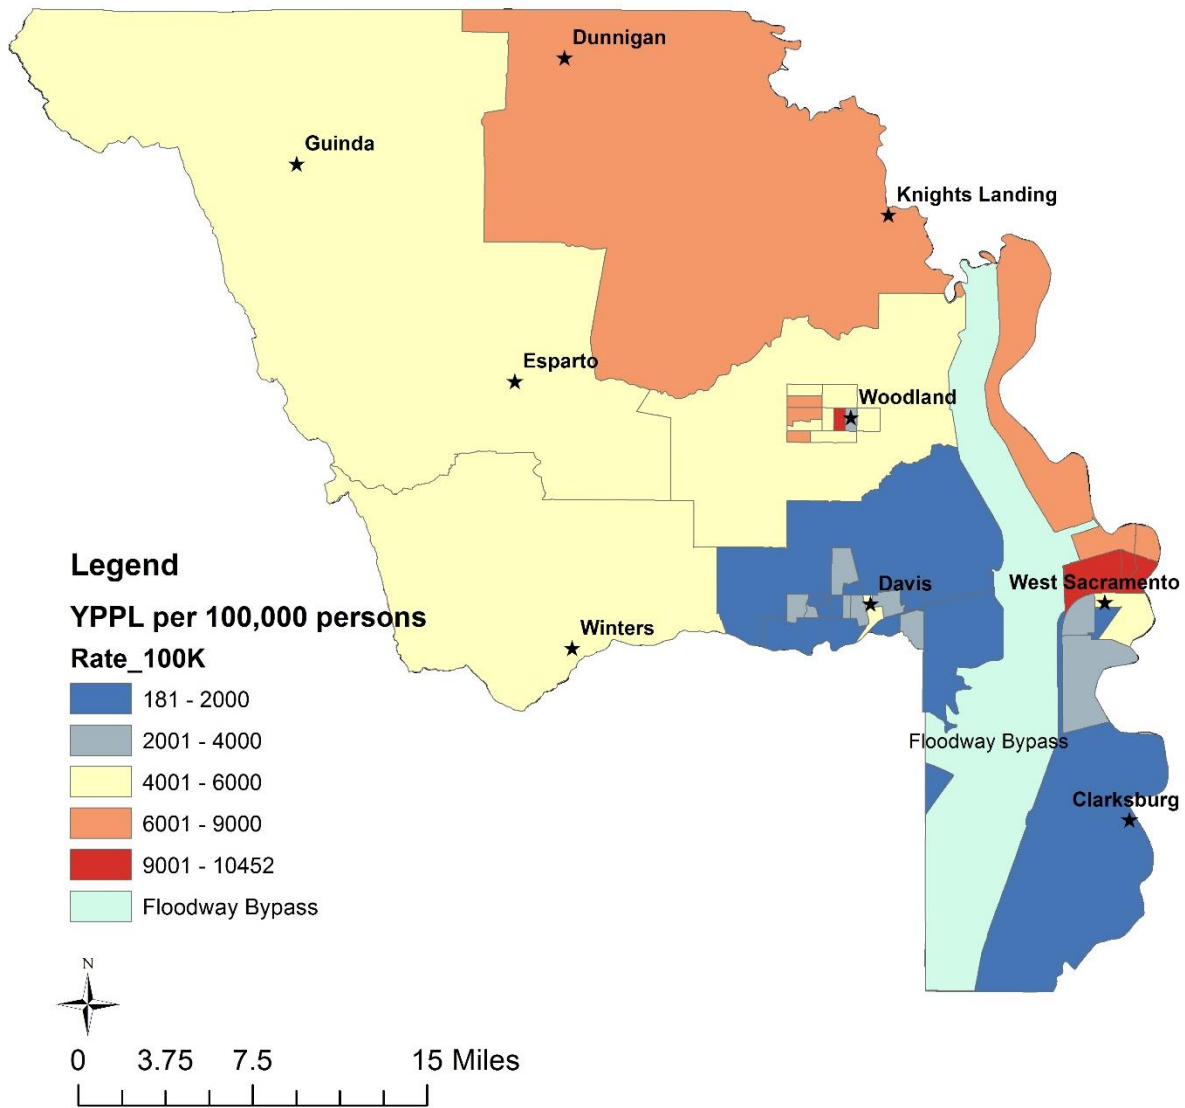 Dunnigan
Guinda
Knights Landing
Esparto
Woodland
Legend
YPPL per 100,000 persons
Rate_100K
181 - 2000
2001 - 4000
4001 - 6000
6001 - 9000
9001 - 10452
Floodway Bypass
Davis
West Sacramento
Winters
Floodway Bypass
Clarksburg
N
0 3.75 7.5 15 Miles